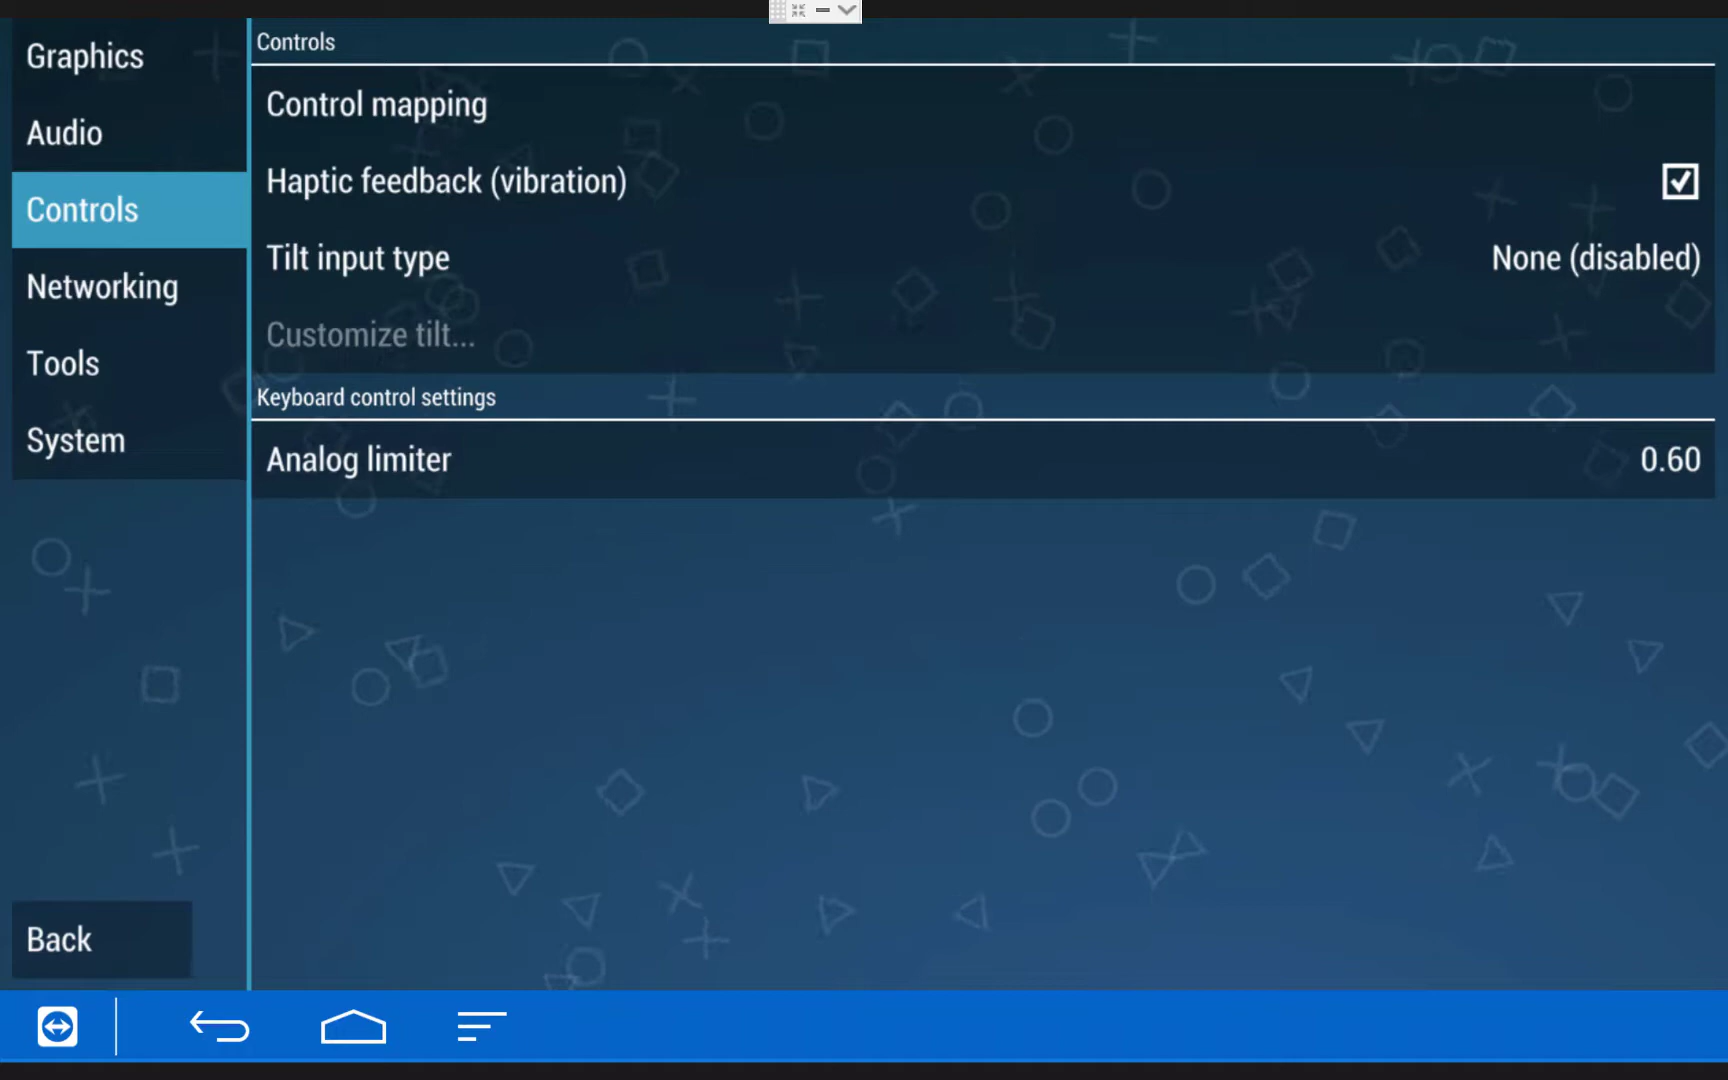 Graphics
Audio
Controls
Networking
Tools
System
Back
Controls
Control mapping
Haptic feedback (vibration)
Tilt input type None (disabled)
Customize tilt...
Keyboard control settings
Analog limiter 0.60